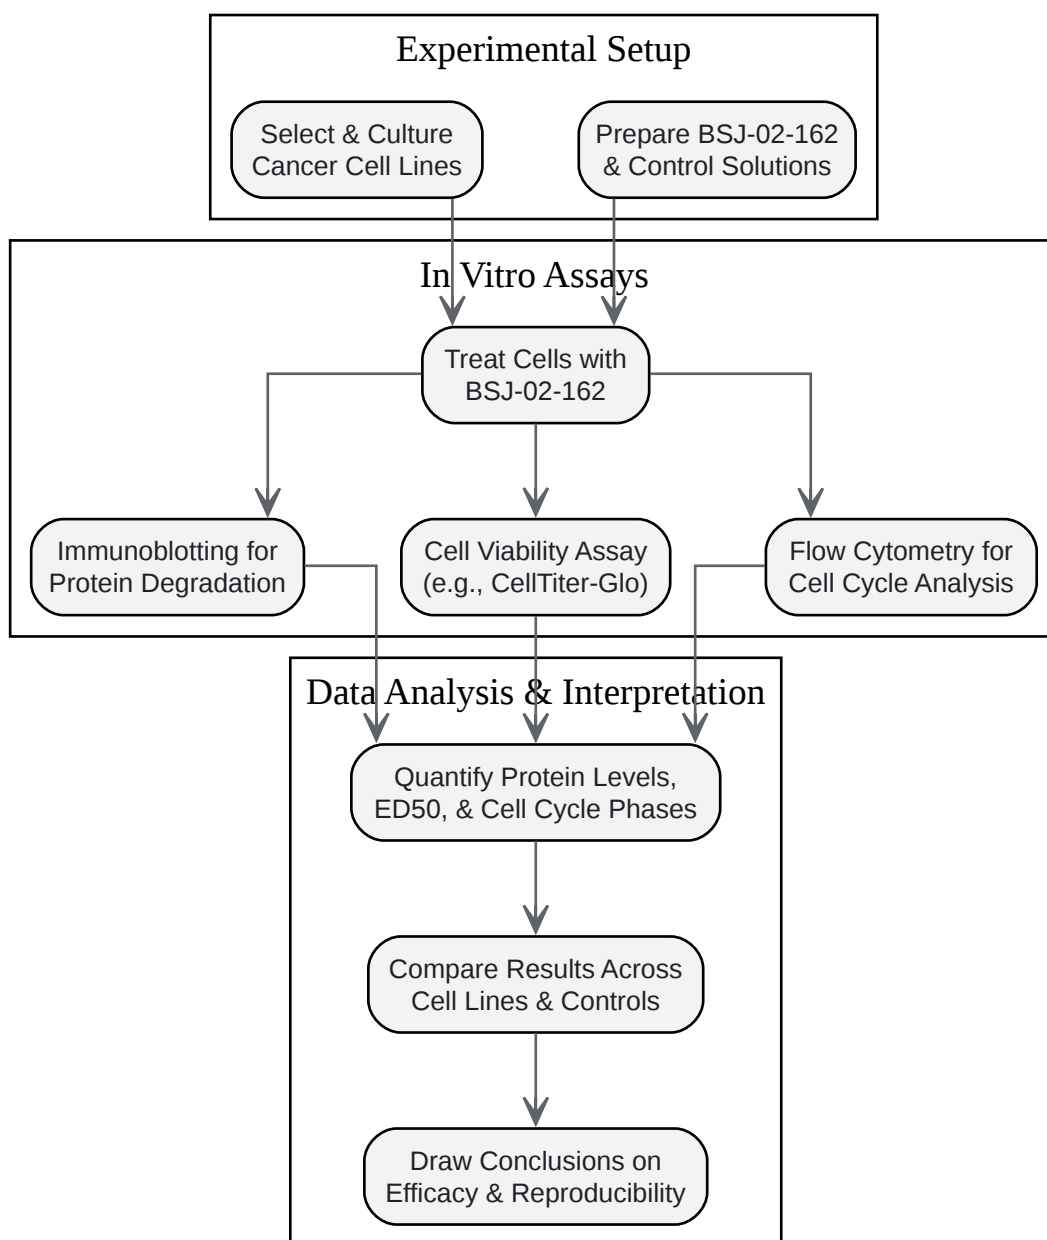 Experimental Setup
Select & Culture
Cancer Cell Lines
Prepare BSJ-02-162
& Control Solutions
In Vitro Assays
Treat Cells with
BSJ-02-162
Immunoblotting for
Protein Degradation
Cell Viability Assay
(e.g., CellTiter-Glo)
Flow Cytometry for
Cell Cycle Analysis
Data Analysis & Interpretation
Quantify Protein Levels,
ED50, & Cell Cycle Phases
Compare Results Across
Cell Lines & Controls
Draw Conclusions on
Efficacy & Reproducibility